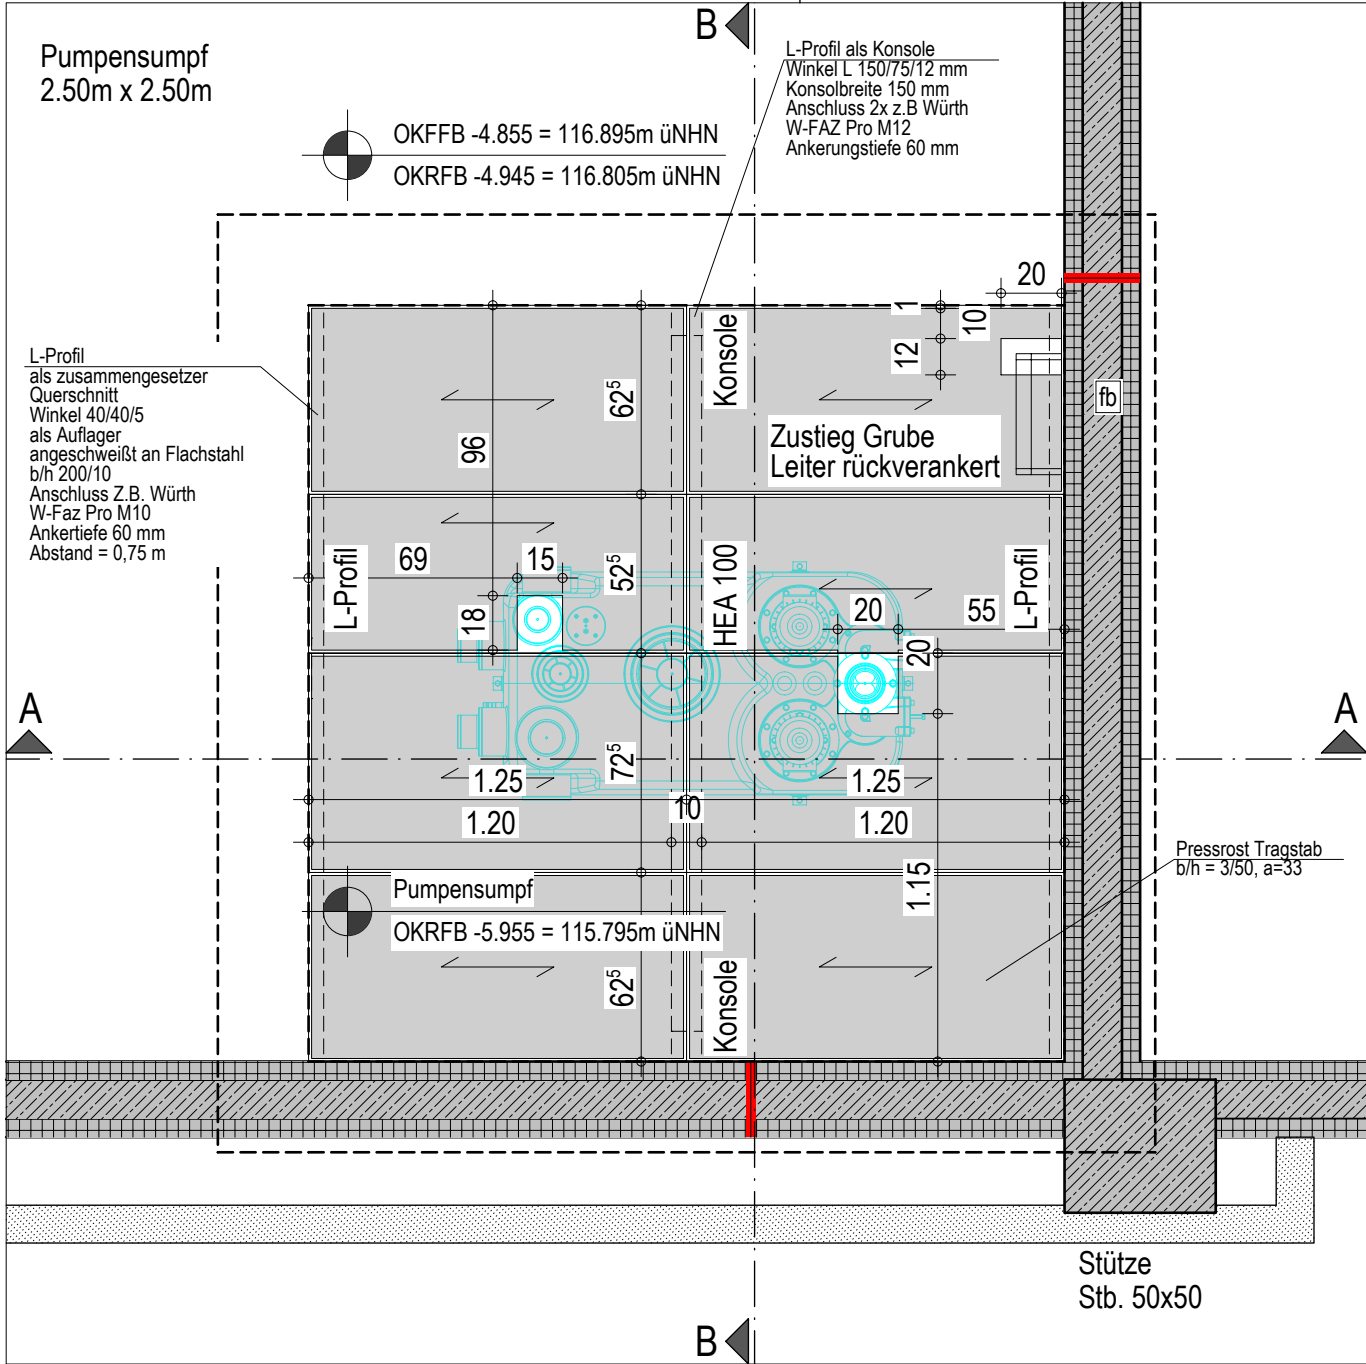 B
Pumpensumpf
2.50m x 2.50m
L-Profil als Konsole
Winkel L 150/75/12 mm
Konsolbreite 150 mm
Anschluss 2x z.B Würth
W-FAZ Pro M12
Ankerungstiefe 60 mm
OKFFB -4.855 = 116.895m üNHN
OKRFB -4.945 = 116.805m üNHN
20
1
10
12
Konsole
L-Profil
als zusammengesetzer
Querschnitt
Winkel 40/40/5
als Auflager
angeschweißt an Flachstahl
b/h 200/10
Anschluss Z.B. Würth
W-Faz Pro M10
Ankertiefe 60 mm
Abstand = 0,75 m
62⁵
96
fb
Zustieg Grube
Leiter rückverankert
69
15
52⁵
L-Profil
HEA 100
L-Profil
18
20
55
20
A
A
72⁵
1.25
1.25
10
1.20
1.20
1.15
Pressrost Tragstab
b/h = 3/50, a=33
Pumpensumpf
OKRFB -5.955 = 115.795m üNHN
62⁵
Konsole
Stütze
Stb. 50x50
B